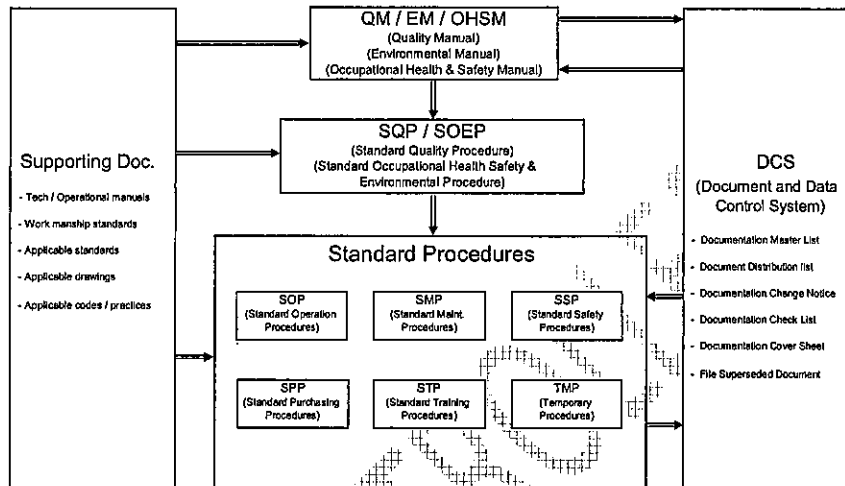 QM / EM / OHSM
(Quality Manual)
(Environmental Manual)
(Occupational Health & Safety Manual)
SQP / SOEP
(Standard Quality Procedure)
(Standard Occupational Health Safety &
Environmental Procedure)
Supporting Doc.
- Tech / Operational manuals
- Work manship standards
- Applicable standards
- Applicable drawings
- Applicable codes / practices
Standard Procedures
SOP
(Standard Operation
Procedures)
SMP
(Standard Maint.
Procedures)
SSP
(Standard Safety
Procedures)
SPP
(Standard Purchasing
Procedures)
STP
(Standard Training
Procedures)
TMP
(Temporary
Procedures)
DCS
(Document and Data
Control System)
- Documentation Master List
- Document Distribution list
- Documentation Change Notice
- Documentation Check List
- Documentation Cover Sheet
- File Superseded Document